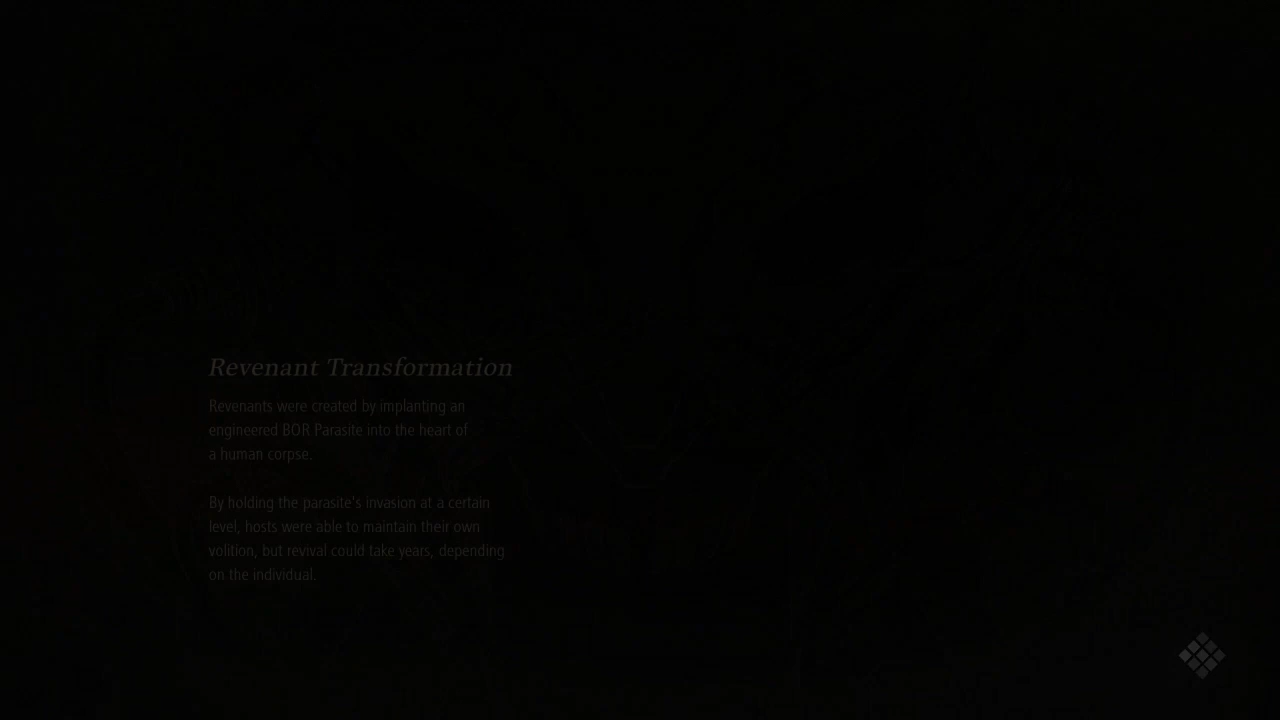 Revenant Transformation
Revenants were created by implanting an
engineered BOR Parasite into the heart of
a human corpse.
By holding the parasite's invasion at a certain
level, hosts were able to maintain their own
volition, but revival could take years, depending
on the individual.